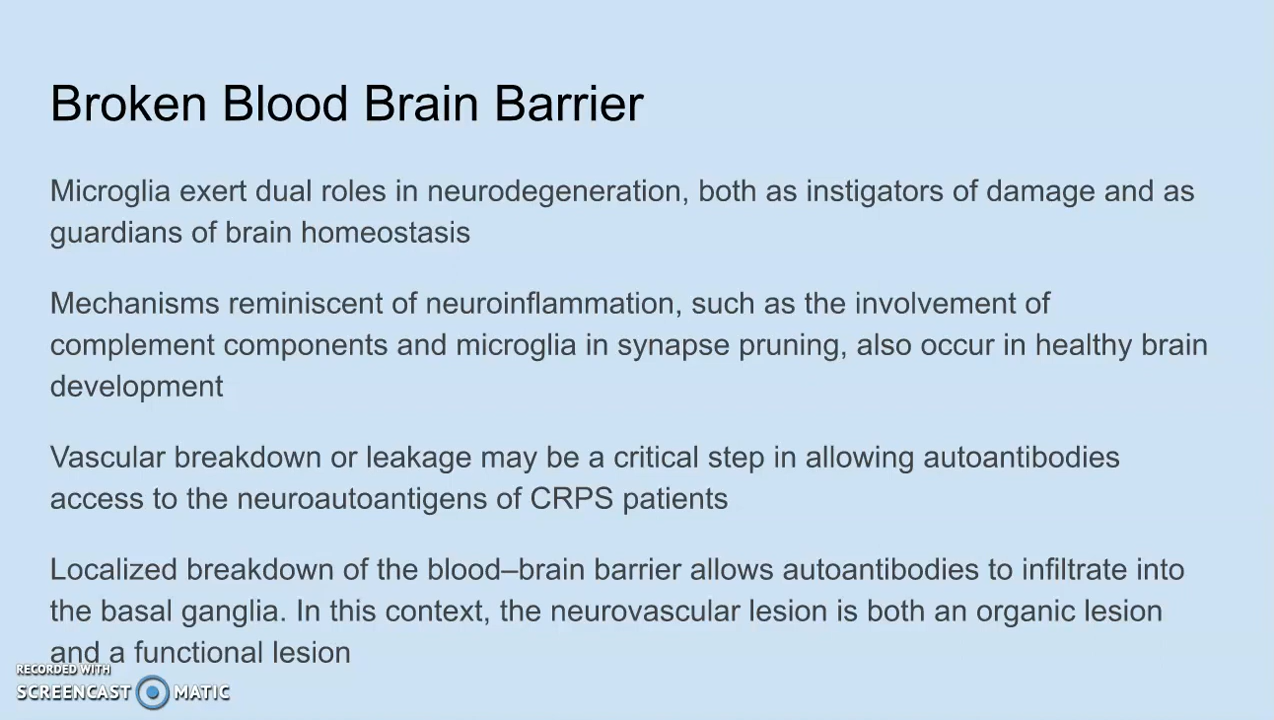 Broken Blood Brain Barrier
Microglia exert dual roles in neurodegeneration, both as instigators of damage and as
guardians of brain homeostasis
Mechanisms reminiscent of neuroinflammation, such as the involvement of
complement components and microglia in synapse pruning, also occur in healthy brain
development
Vascular breakdown or leakage may be a critical step in allowing autoantibodies
access to the neuroautoantigens of CRPS patients
Localized breakdown of the blood–brain barrier allows autoantibodies to infiltrate into
the basal ganglia. In this context, the neurovascular lesion is both an organic lesion
and a functional lesion
RECORDED WITH
SCREENCAST MATIC